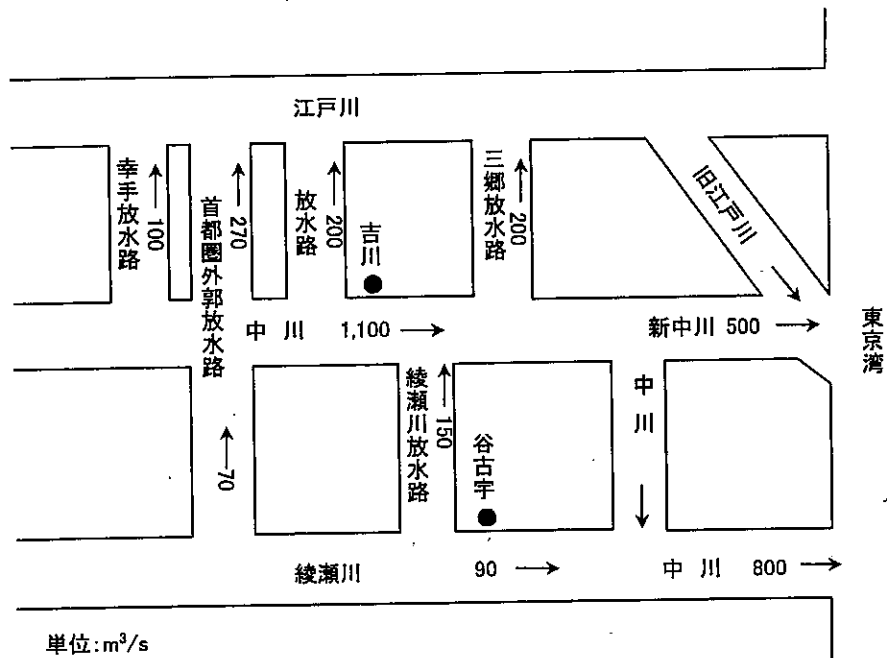 江戸川
幸手放水路
100
首都圏外郭放水路
270
放水路
200
吉川
三郷放水路
200
旧江戸川
中川 1,100
新中川 500
東京湾
70
綾瀬川放水路
150
谷古宇
中川
綾瀬川 90
中川 800
単位:m³/s